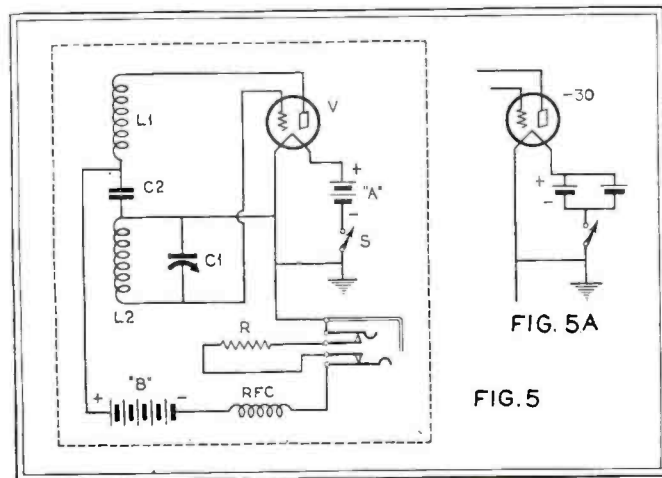 L1
V
C2
+
"A"
-
C1
S
L2
R
"B"
+
-
RFC
-30
+
-
FIG. 5A
FIG. 5